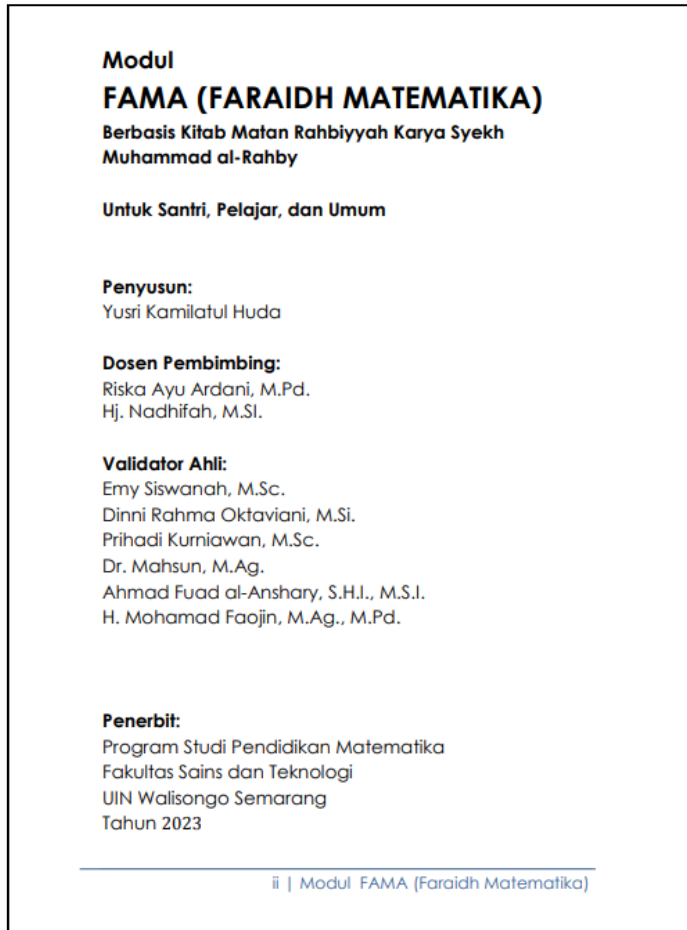 Modul
FAMA (FARAIDH MATEMATIKA)
Berbasis Kitab Matan Rahbiyyah Karya Syekh
Muhammad al-Rahby
Untuk Santri, Pelajar, dan Umum
Penyusun:
Yusri Kamilatul Huda
Dosen Pembimbing:
Riska Ayu Ardani, M.Pd.
Hj. Nadhifah, M.SI.
Validator Ahli:
Emy Siswanah, M.Sc.
Dinni Rahma Oktaviani, M.Si.
Prihadi Kurniawan, M.Sc.
Dr. Mahsun, M.Ag.
Ahmad Fuad al-Anshary, S.H.I., M.S.I.
H. Mohamad Faojin, M.Ag., M.Pd.
Penerbit:
Program Studi Pendidikan Matematika
Fakultas Sains dan Teknologi
UIN Walisongo Semarang
Tahun 2023
ii | Modul FAMA (Faraidh Matematika)